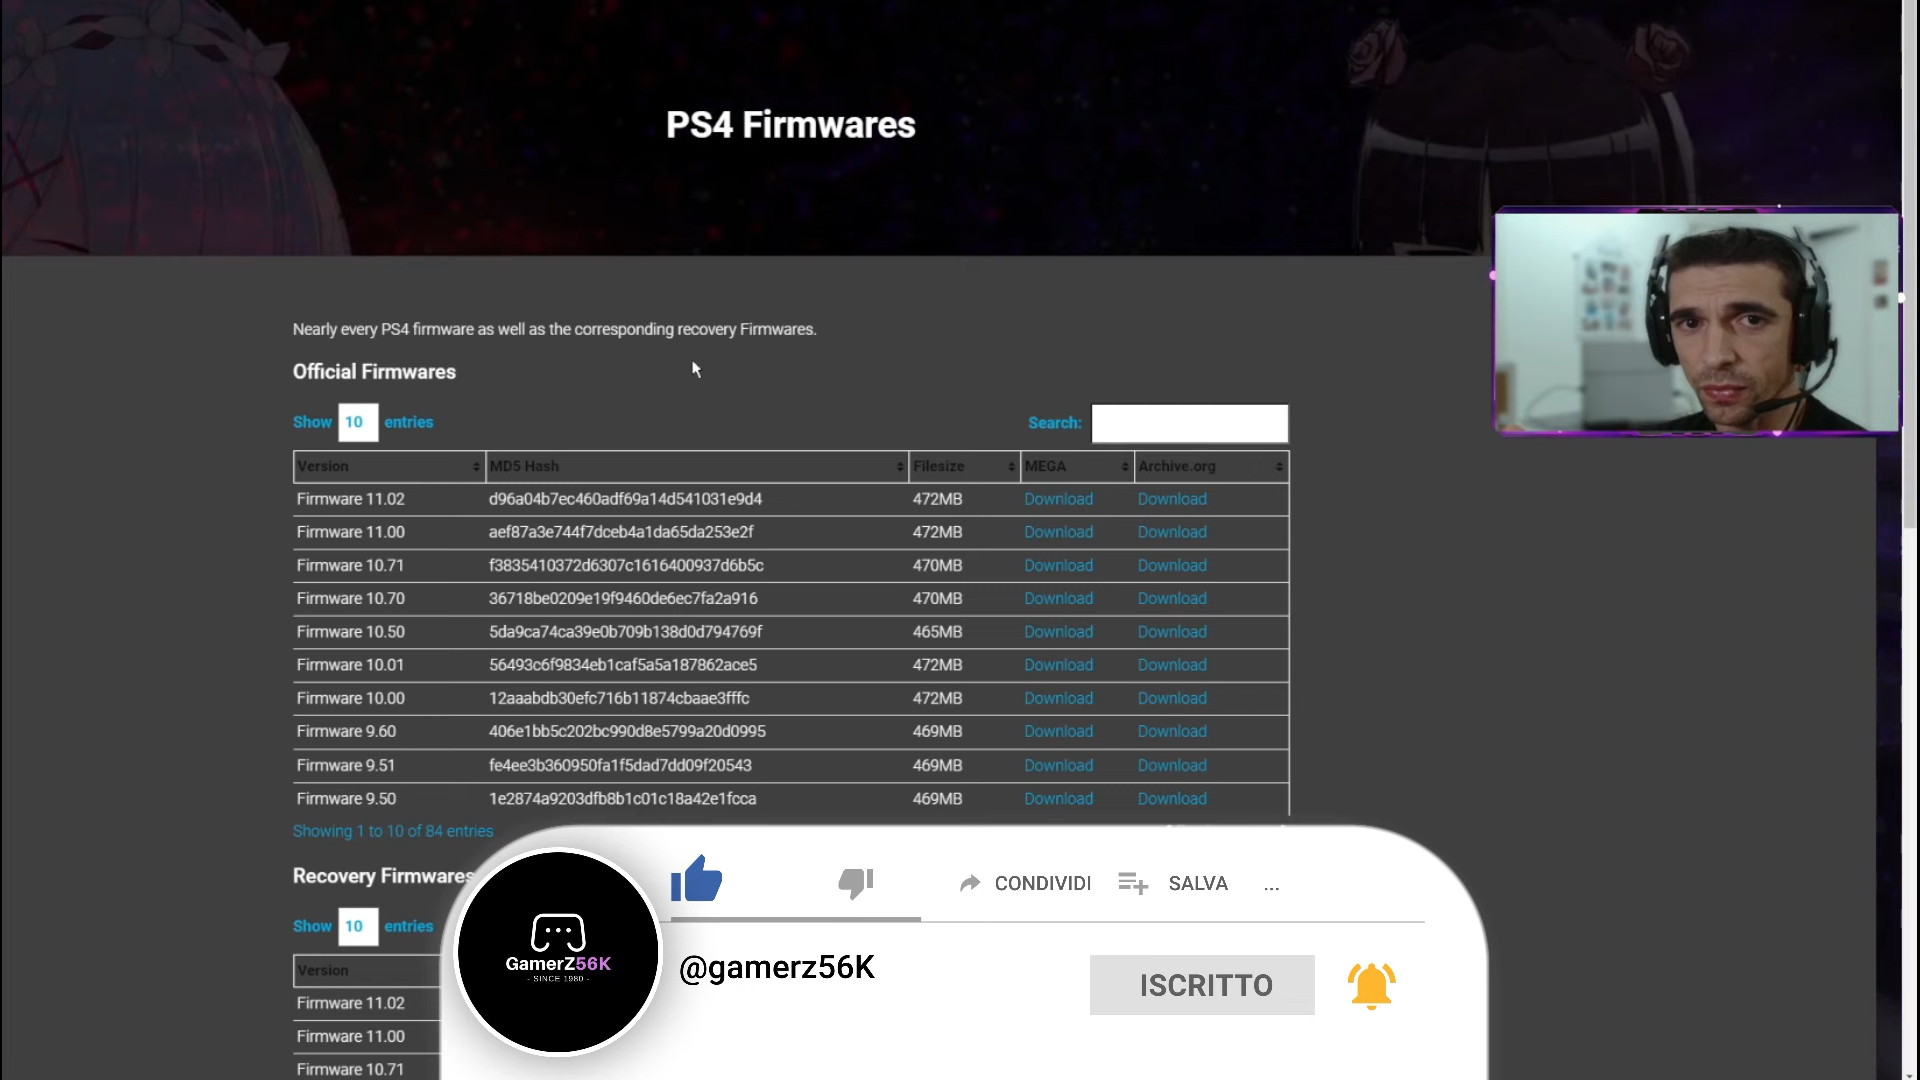 PS4 Firmwares
Nearly every PS4 firmware as well as the corresponding recovery Firmwares.
Official Firmwares
Show 10 entries Search:
Version MD5 Hash Filesize MEGA Archive.org
Firmware 11.02 d96a04b7ec460adf69a14d541031e9d4 472MB Download Download
Firmware 11.00 aef87a3e744f7dceb4a1da65da253e2f 472MB Download Download
Firmware 10.71 f3835410372d6307c1616400937d6b5c 470MB Download Download
Firmware 10.70 36718be0209e19f9460de6ec7fa2a916 470MB Download Download
Firmware 10.50 5da9ca74ca39e0b709b138d0d794769f 465MB Download Download
Firmware 10.01 56493c6f9834eb1caf5a5a187862ace5 472MB Download Download
Firmware 10.00 12aaabdb30efc716b11874cbaae3fffc 472MB Download Download
Firmware 9.60 406e1bb5c202bc990d8e5799a20d0995 469MB Download Download
Firmware 9.51 fe4ee3b360950fa1f5dad7dd09f20543 469MB Download Download
Firmware 9.50 1e2874a9203dfb8b1c01c18a42e1fcca 469MB Download Download
Showing 1 to 10 of 84 entries
Recovery Firmwares
Show 10 entries
Version
Firmware 11.02
Firmware 11.00
Firmware 10.71
CONDIVIDI SALVA ...
GamerZ56K
- SINCE 1980 -
@gamerz56K
ISCRITTO